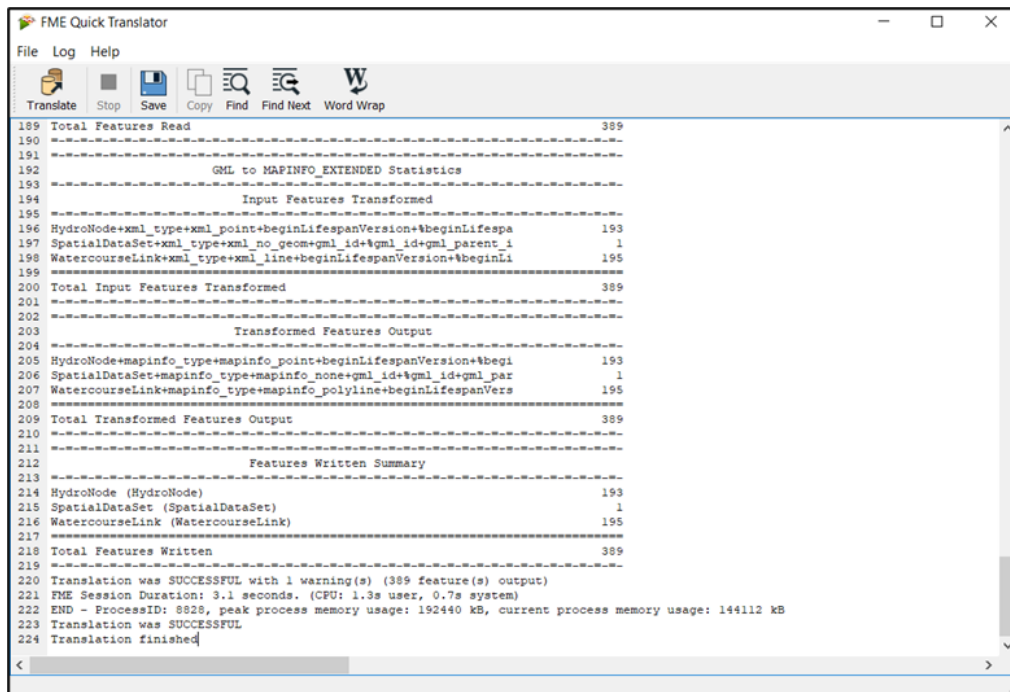 FME Quick Translator
File Log Help
Translate Stop Save Copy Find Find Next Word Wrap
189 Total Features Read 389
190 =-=-=-=-=-=-=-=-=-=-=-=-=-=-=-=-=-=-=-=-=-=-=-=-=-=-=-=-=-=-=-=-=-=-=-=-=-=-
191 =-=-=-=-=-=-=-=-=-=-=-=-=-=-=-=-=-=-=-=-=-=-=-=-=-=-=-=-=-=-=-=-=-=-=-=-=-=-
192 GML to MAPINFO_EXTENDED Statistics
193 =-=-=-=-=-=-=-=-=-=-=-=-=-=-=-=-=-=-=-=-=-=-=-=-=-=-=-=-=-=-=-=-=-=-=-=-=-=-
194 Input Features Transformed
195 =-=-=-=-=-=-=-=-=-=-=-=-=-=-=-=-=-=-=-=-=-=-=-=-=-=-=-=-=-=-=-=-=-=-=-=-=-=-
196 HydroNode+xml_type+xml_point+beginLifespanVersion+%beginLifespa 193
197 SpatialDataSet+xml_type+xml_no_geom+gml_id+%gml_id+gml_parent_i 1
198 WatercourseLink+xml_type+xml_line+beginLifespanVersion+%beginLi 195
199 ==============================================================================
200 Total Input Features Transformed 389
201 =-=-=-=-=-=-=-=-=-=-=-=-=-=-=-=-=-=-=-=-=-=-=-=-=-=-=-=-=-=-=-=-=-=-=-=-=-=-
202 =-=-=-=-=-=-=-=-=-=-=-=-=-=-=-=-=-=-=-=-=-=-=-=-=-=-=-=-=-=-=-=-=-=-=-=-=-=-
203 Transformed Features Output
204 =-=-=-=-=-=-=-=-=-=-=-=-=-=-=-=-=-=-=-=-=-=-=-=-=-=-=-=-=-=-=-=-=-=-=-=-=-=-
205 HydroNode+mapinfo_type+mapinfo_point+beginLifespanVersion+%begi 193
206 SpatialDataSet+mapinfo_type+mapinfo_none+gml_id+%gml_id+gml_par 1
207 WatercourseLink+mapinfo_type+mapinfo_polyline+beginLifespanVers 195
208 ==============================================================================
209 Total Transformed Features Output 389
210 =-=-=-=-=-=-=-=-=-=-=-=-=-=-=-=-=-=-=-=-=-=-=-=-=-=-=-=-=-=-=-=-=-=-=-=-=-=-
211 =-=-=-=-=-=-=-=-=-=-=-=-=-=-=-=-=-=-=-=-=-=-=-=-=-=-=-=-=-=-=-=-=-=-=-=-=-=-
212 Features Written Summary
213 =-=-=-=-=-=-=-=-=-=-=-=-=-=-=-=-=-=-=-=-=-=-=-=-=-=-=-=-=-=-=-=-=-=-=-=-=-=-
214 HydroNode (HydroNode) 193
215 SpatialDataSet (SpatialDataSet) 1
216 WatercourseLink (WatercourseLink) 195
217 ==============================================================================
218 Total Features Written 389
219 =-=-=-=-=-=-=-=-=-=-=-=-=-=-=-=-=-=-=-=-=-=-=-=-=-=-=-=-=-=-=-=-=-=-=-=-=-=-
220 Translation was SUCCESSFUL with 1 warning(s) (389 feature(s) output)
221 FME Session Duration: 3.1 seconds. (CPU: 1.3s user, 0.7s system)
222 END - ProcessID: 8828, peak process memory usage: 192440 kB, current process memory usage: 144112 kB
223 Translation was SUCCESSFUL
224 Translation finished